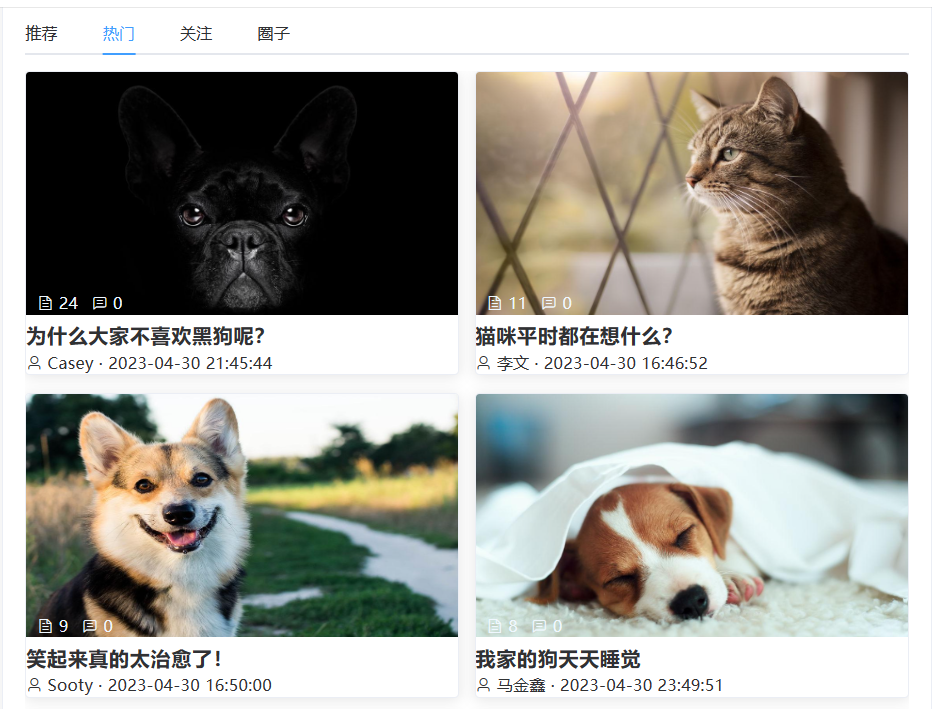 推荐 热门 关注 圈子
24 0
11 0
为什么大家不喜欢黑狗呢?
Casey · 2023-04-30 21:45:44
猫咪平时都在想什么?
李文 · 2023-04-30 16:46:52
9 0
8 0
笑起来真的太治愈了！
Sooty · 2023-04-30 16:50:00
我家的狗天天睡觉
马金鑫 · 2023-04-30 23:49:51